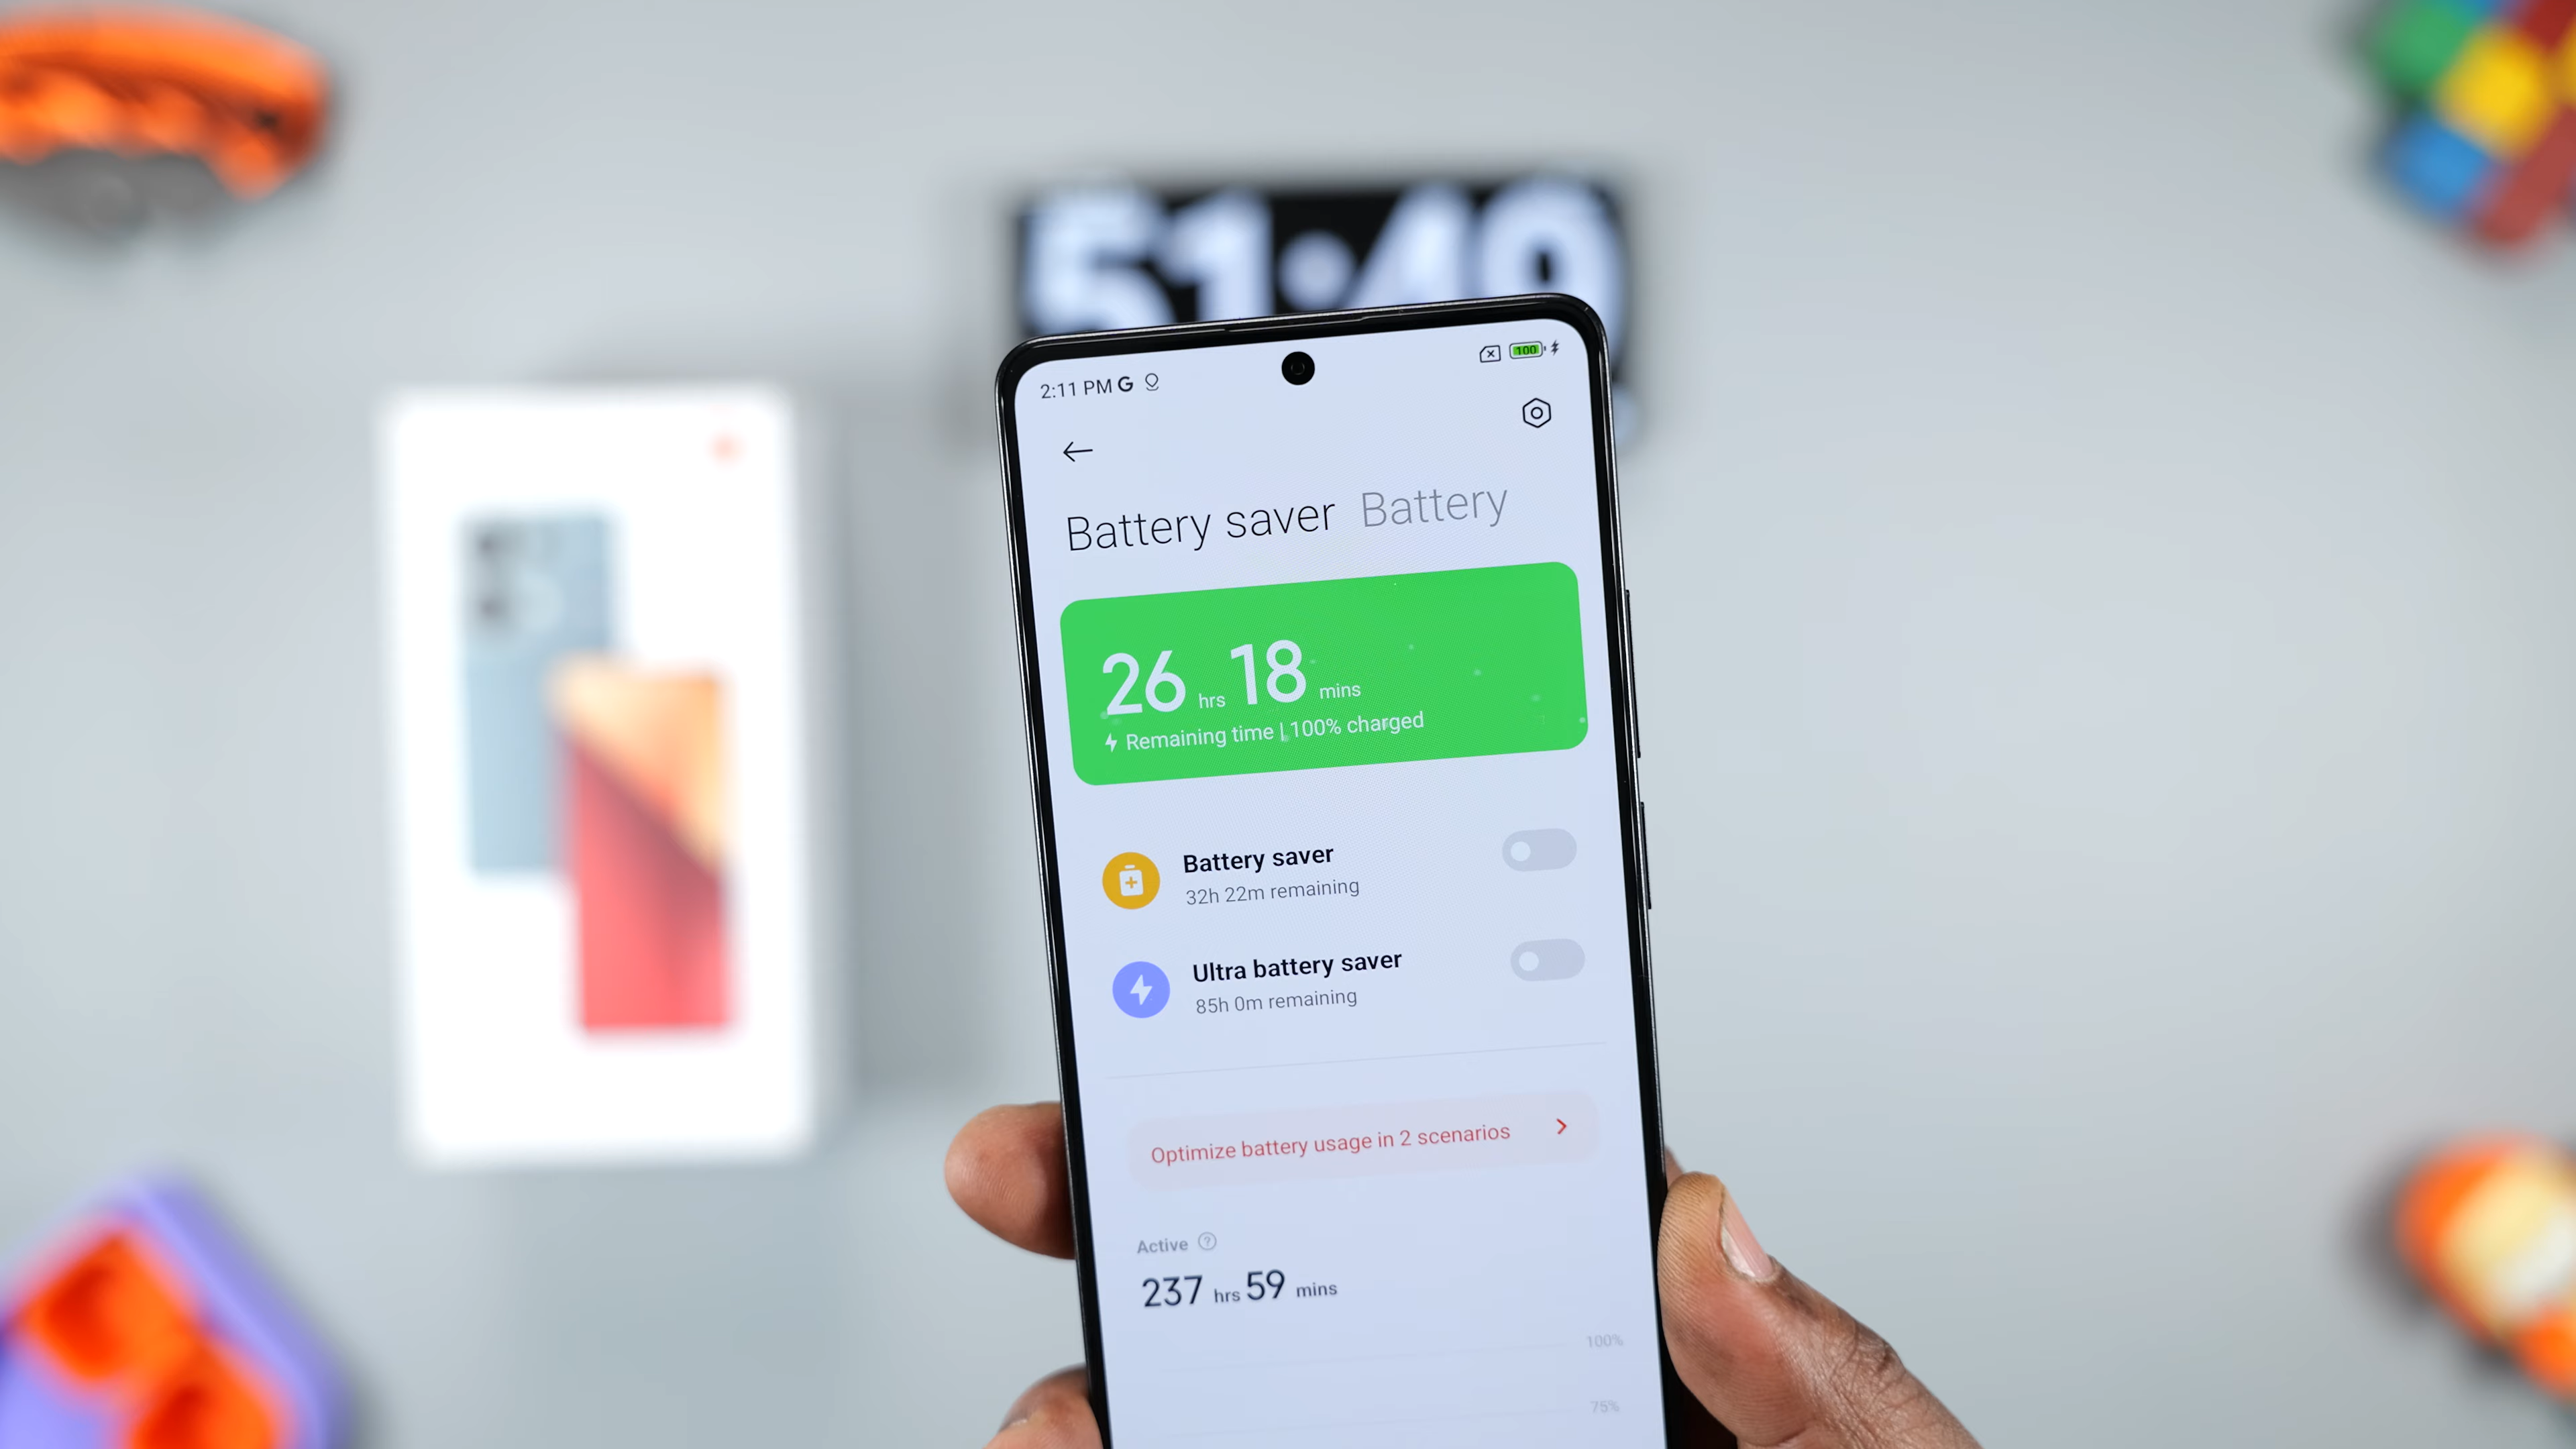 51:49
2:11 PM G
100
Battery saver Battery
26 hrs 18 mins
Remaining time | 100% charged
Battery saver
32h 22m remaining
Ultra battery saver
85h 0m remaining
Optimize battery usage in 2 scenarios
Active ?
237 hrs 59 mins
100%
75%